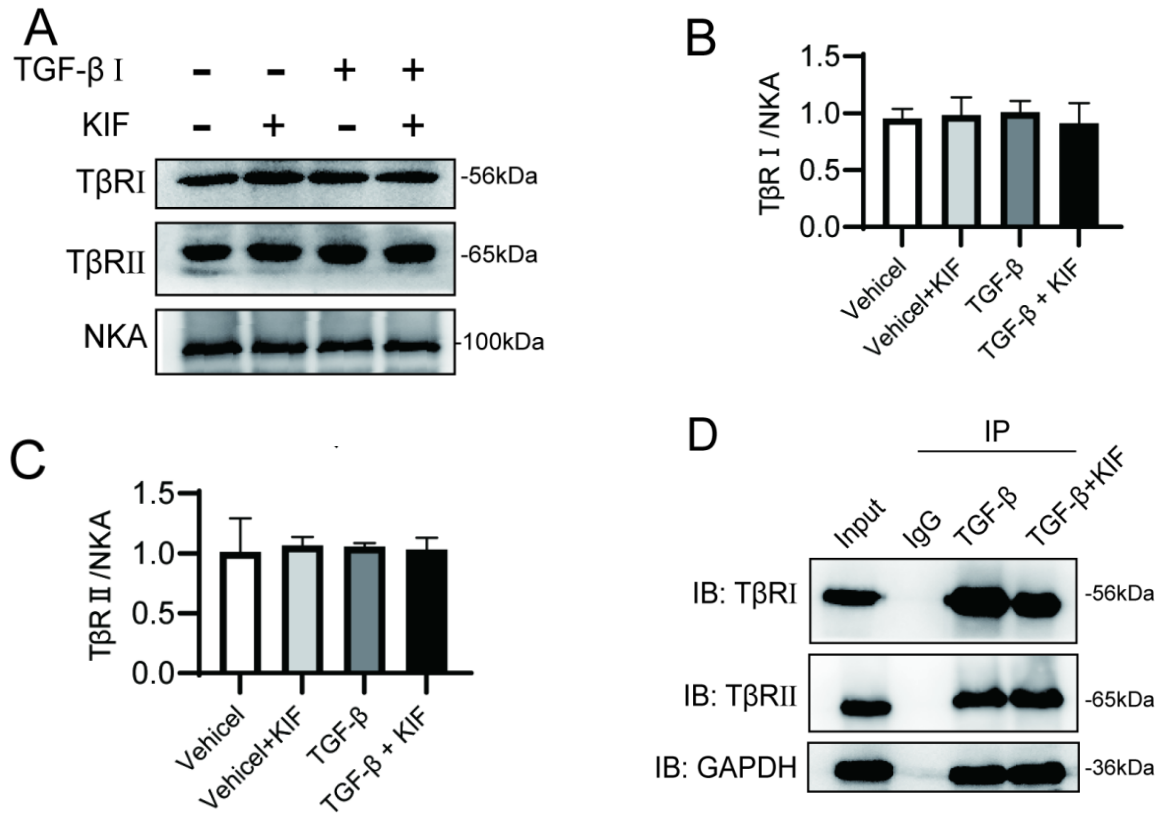 A
TGF-β I - - + +
KIF - + - +
TβRI -56kDa
TβRII -65kDa
NKA -100kDa
B
TβR I /NKA
1.5
1.0
0.5
0.0
Vehicel
Vehicel+KIF
TGF-β
TGF-β + KIF
C
TβR II /NKA
1.5
1.0
0.5
0.0
Vehicel
Vehicel+KIF
TGF-β
TGF-β + KIF
D
IP
Input IgG TGF-β TGF-β+KIF
IB: TβRI -56kDa
IB: TβRII -65kDa
IB: GAPDH -36kDa